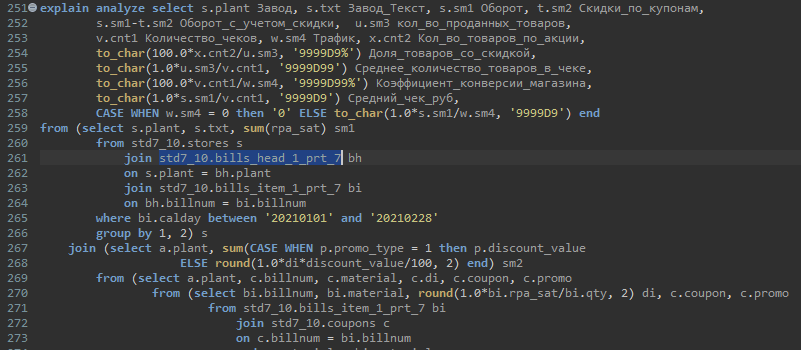 251 explain analyze select s.plant Завод, s.txt Завод_Текст, s.sm1 Оборот, t.sm2 Скидки_по_купонам,
252 s.sm1-t.sm2 Оборот_с_учетом_скидки, u.sm3 кол_во_проданных_товаров,
253 v.cnt1 Количество_чеков, w.sm4 Трафик, x.cnt2 Кол_во_товаров_по_акции,
254 to_char(100.0*x.cnt2/u.sm3, '9999D9%') Доля_товаров_со_скидкой,
255 to_char(1.0*u.sm3/v.cnt1, '9999D99') Среднее_количество_товаров_в_чеке,
256 to_char(100.0*v.cnt1/w.sm4, '9999D99%') Коэффициент_конверсии_магазина,
257 to_char(1.0*s.sm1/v.cnt1, '9999D9') Средний_чек_руб,
258 CASE WHEN w.sm4 = 0 then '0' ELSE to_char(1.0*s.sm1/w.sm4, '9999D9') end
259 from (select s.plant, s.txt, sum(rpa_sat) sm1
260 from std7_10.stores s
261 join std7_10.bills_head_1_prt_7 bh
262 on s.plant = bh.plant
263 join std7_10.bills_item_1_prt_7 bi
264 on bh.billnum = bi.billnum
265 where bi.calday between '20210101' and '20210228'
266 group by 1, 2) s
267 join (select a.plant, sum(CASE WHEN p.promo_type = 1 then p.discount_value
268 ELSE round(1.0*di*discount_value/100, 2) end) sm2
269 from (select a.plant, c.billnum, c.material, c.di, c.coupon, c.promo
270 from (select bi.billnum, bi.material, round(1.0*bi.rpa_sat/bi.qty, 2) di, c.coupon, c.promo
271 from std7_10.bills_item_1_prt_7 bi
272 join std7_10.coupons c
273 on c.billnum = bi.billnum